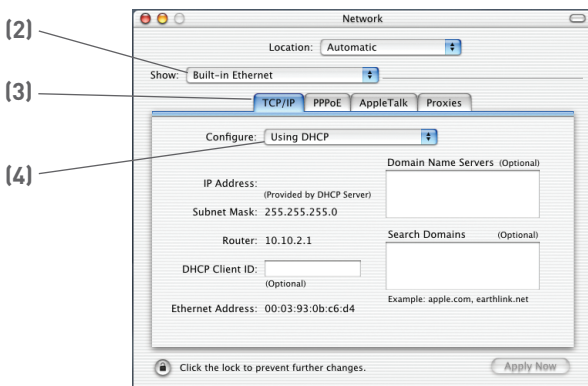 Network
(2)
Location: Automatic
Show: Built-in Ethernet
(3)
TCP/IP PPPoE AppleTalk Proxies
(4)
Configure: Using DHCP
Domain Name Servers (Optional)
IP Address:
(Provided by DHCP Server)
Subnet Mask: 255.255.255.0
Router: 10.10.2.1
Search Domains (Optional)
DHCP Client ID:
(Optional)
Example: apple.com, earthlink.net
Ethernet Address: 00:03:93:0b:c6:d4
Click the lock to prevent further changes.
Apply Now